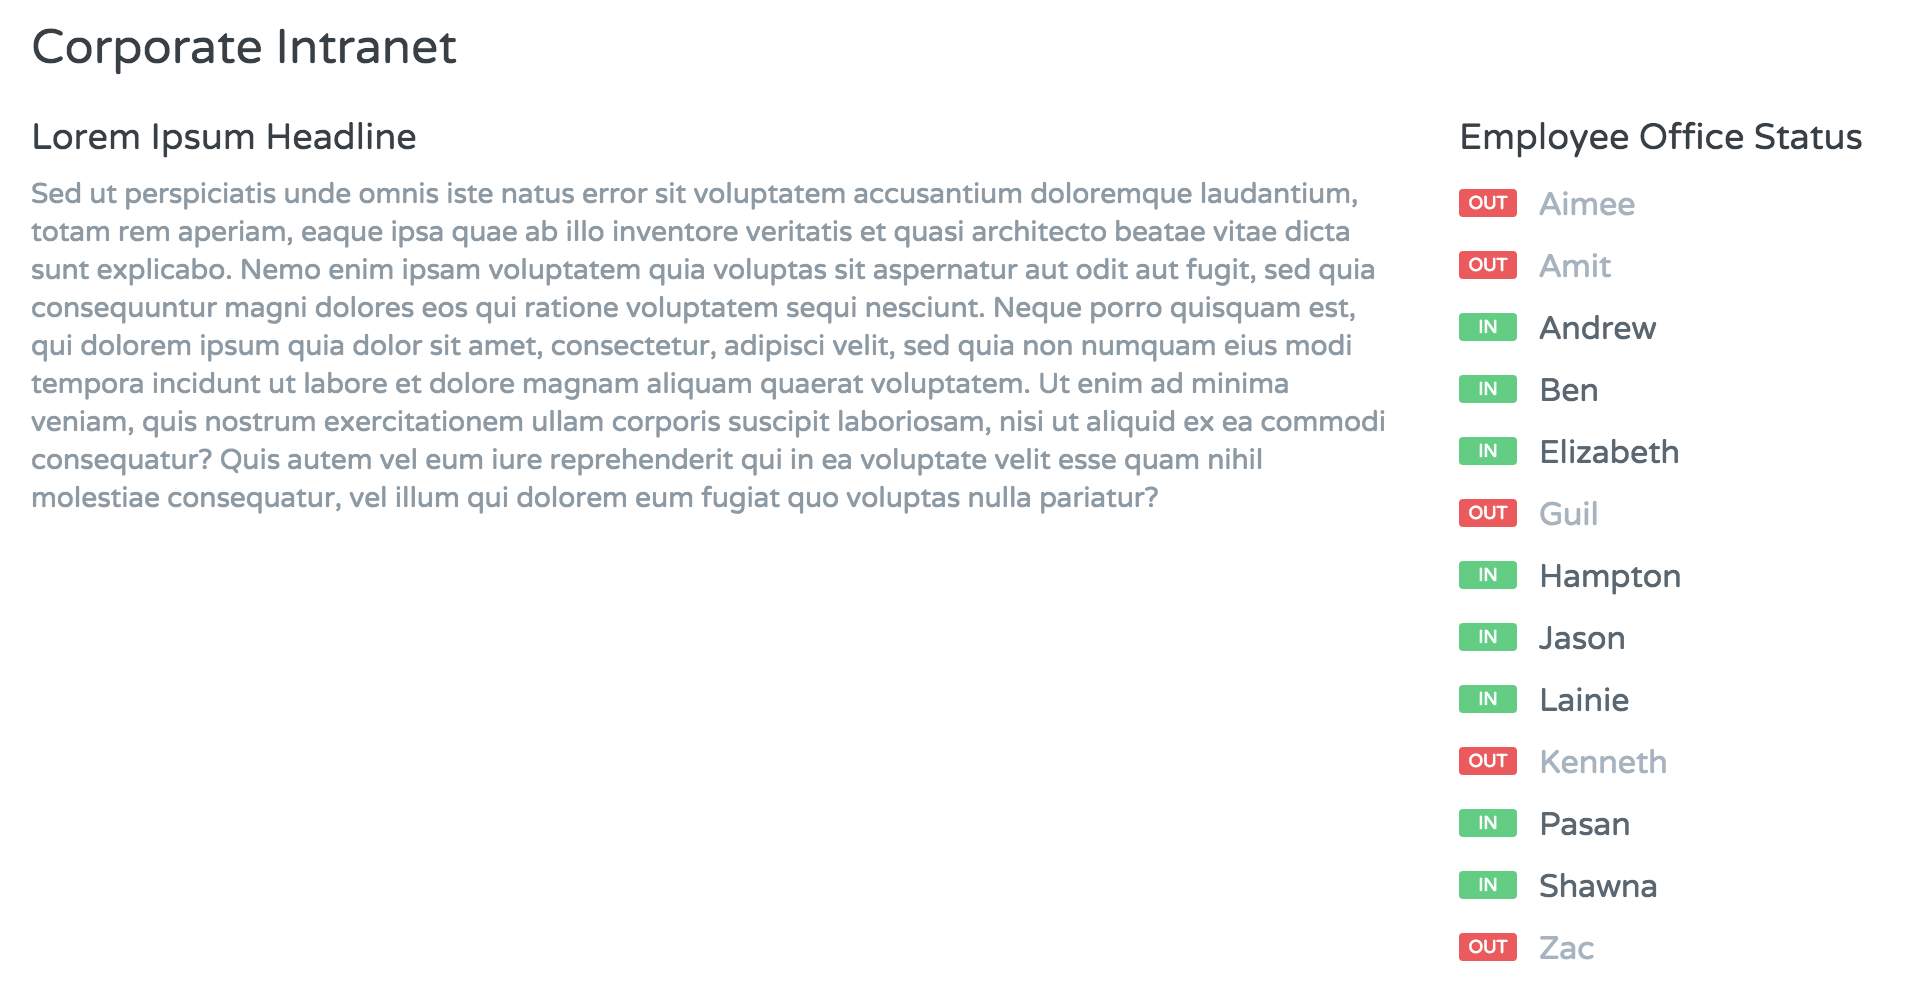 Corporate Intranet
Lorem Ipsum Headline
Sed ut perspiciatis unde omnis iste natus error sit voluptatem accusantium doloremque laudantium,
totam rem aperiam, eaque ipsa quae ab illo inventore veritatis et quasi architecto beatae vitae dicta
sunt explicabo. Nemo enim ipsam voluptatem quia voluptas sit aspernatur aut odit aut fugit, sed quia
consequuntur magni dolores eos qui ratione voluptatem sequi nesciunt. Neque porro quisquam est,
qui dolorem ipsum quia dolor sit amet, consectetur, adipisci velit, sed quia non numquam eius modi
tempora incidunt ut labore et dolore magnam aliquam quaerat voluptatem. Ut enim ad minima
veniam, quis nostrum exercitationem ullam corporis suscipit laboriosam, nisi ut aliquid ex ea commodi
consequatur? Quis autem vel eum iure reprehenderit qui in ea voluptate velit esse quam nihil
molestiae consequatur, vel illum qui dolorem eum fugiat quo voluptas nulla pariatur?
Employee Office Status
OUT Aimee
OUT Amit
IN Andrew
IN Ben
IN Elizabeth
OUT Guil
IN Hampton
IN Jason
IN Lainie
OUT Kenneth
IN Pasan
IN Shawna
OUT Zac